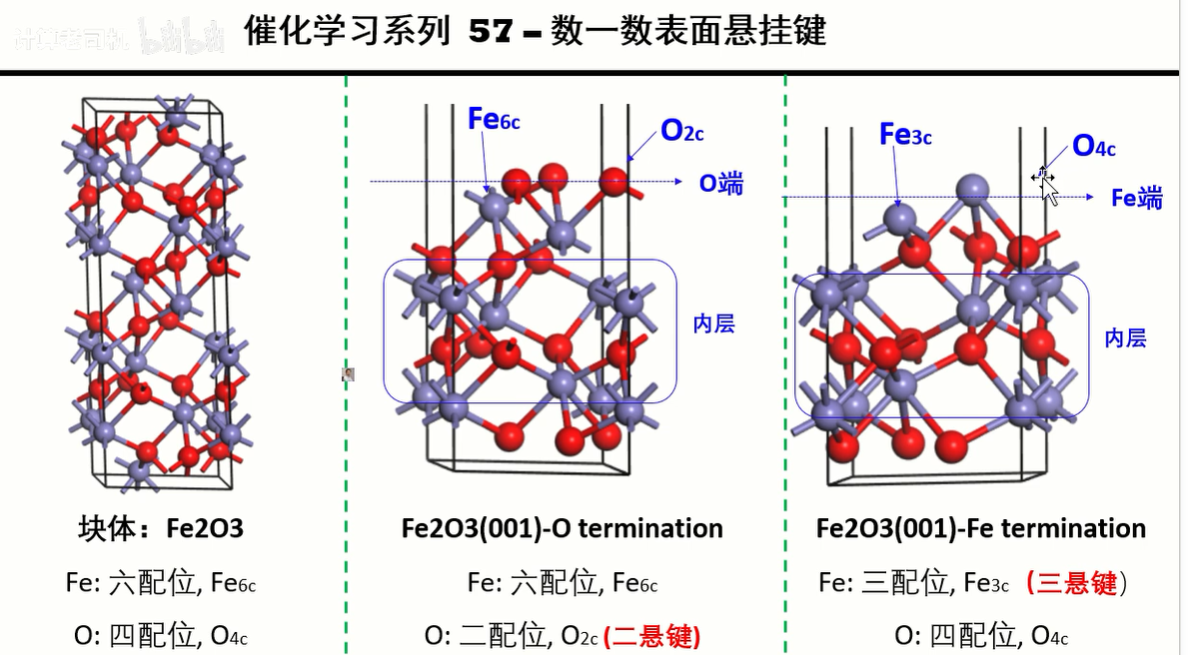 计算老司机 bilibili
催化学习系列 57 – 数一数表面悬挂键
Fe6c
O2c
O端
内层
Fe3c
O4c
Fe端
内层
块体：Fe2O3
Fe: 六配位, Fe6c
O: 四配位, O4c
Fe2O3(001)-O termination
Fe: 六配位, Fe6c
O: 二配位, O2c (二悬键)
Fe2O3(001)-Fe termination
Fe: 三配位, Fe3c (三悬键)
O: 四配位, O4c